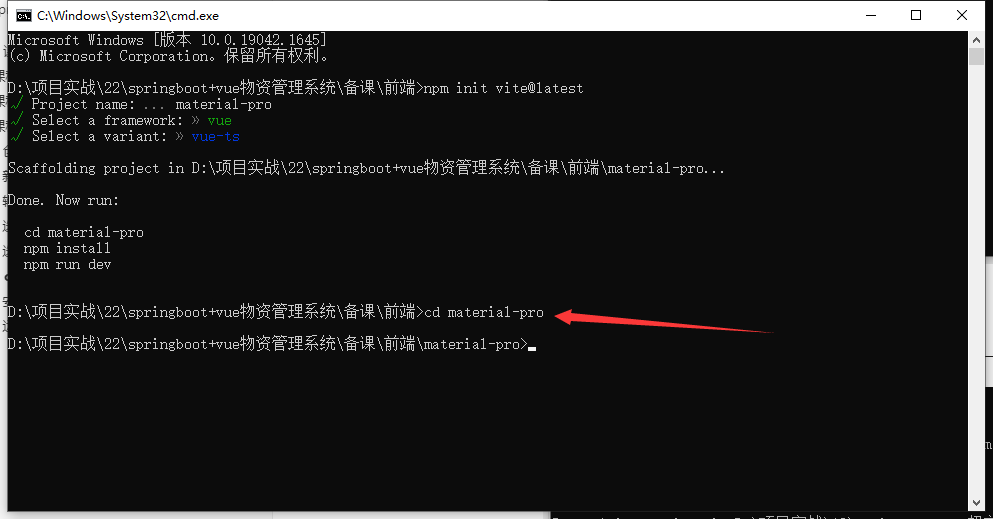 C:\Windows\System32\cmd.exe
Microsoft Windows [版本 10.0.19042.1645]
(c) Microsoft Corporation。保留所有权利。
D:\项目实战\22\springboot+vue物资管理系统\备课\前端>npm init vite@latest
√ Project name: ... material-pro
√ Select a framework: » vue
√ Select a variant: » vue-ts
Scaffolding project in D:\项目实战\22\springboot+vue物资管理系统\备课\前端\material-pro...
Done. Now run:
cd material-pro
npm install
npm run dev
D:\项目实战\22\springboot+vue物资管理系统\备课\前端>cd material-pro
D:\项目实战\22\springboot+vue物资管理系统\备课\前端\material-pro>